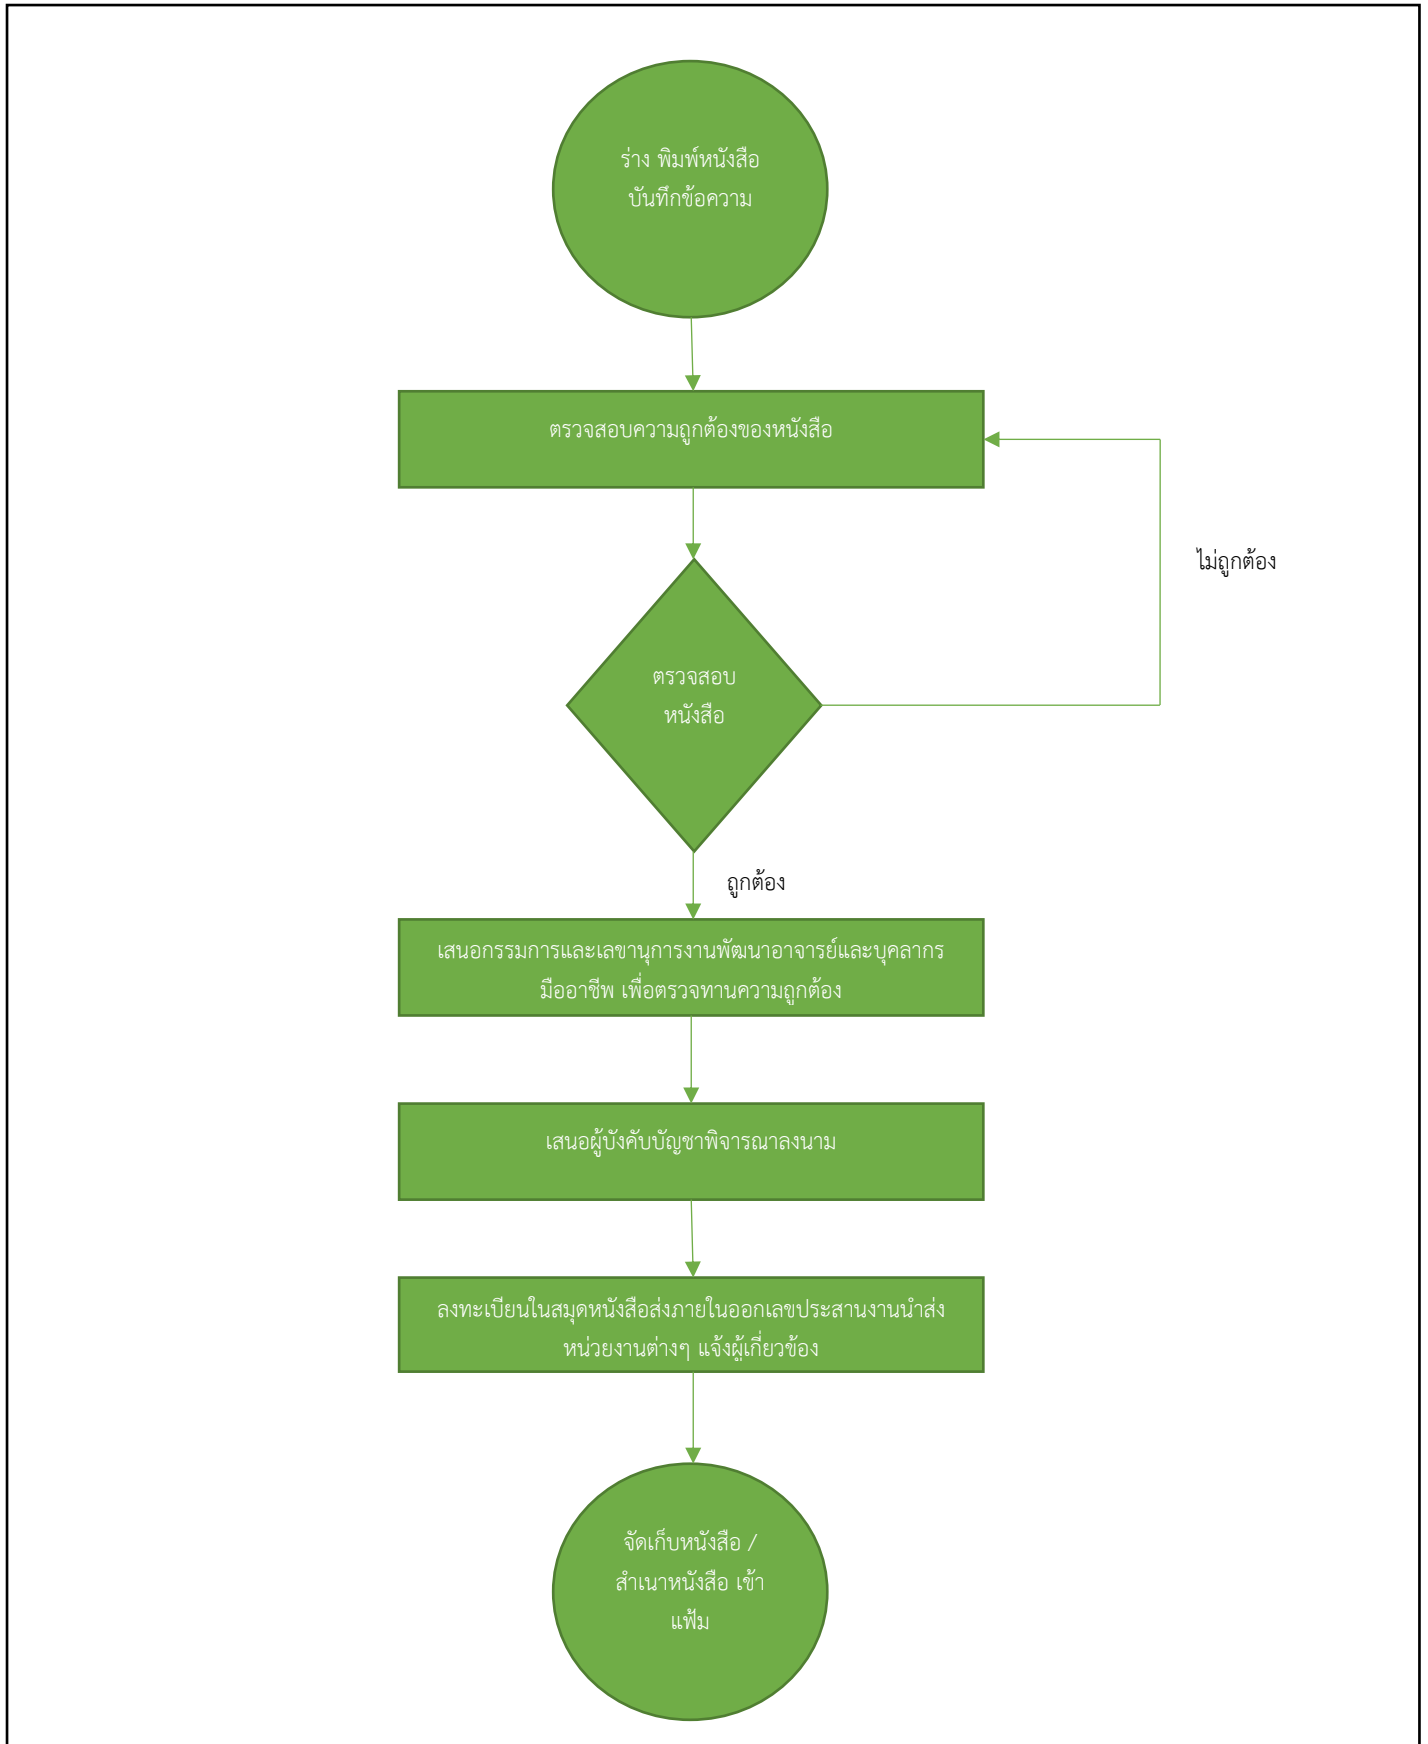 ร่าง พิมพ์หนังสือ
บันทึกข้อความ
ตรวจสอบความถูกต้องของหนังสือ
ไม่ถูกต้อง
ตรวจสอบ
หนังสือ
ถูกต้อง
เสนอกรรมการและเลขานุการงานพัฒนาอาจารย์และบุคลากร
มืออาชีพ เพื่อตรวจทานความถูกต้อง
เสนอผู้บังคับบัญชาพิจารณาลงนาม
ลงทะเบียนในสมุดหนังสือส่งภายในออกเลขประสานงานนำส่ง
หน่วยงานต่างๆ แจ้งผู้เกี่ยวข้อง
จัดเก็บหนังสือ /
สำเนาหนังสือ เข้า
แฟ้ม